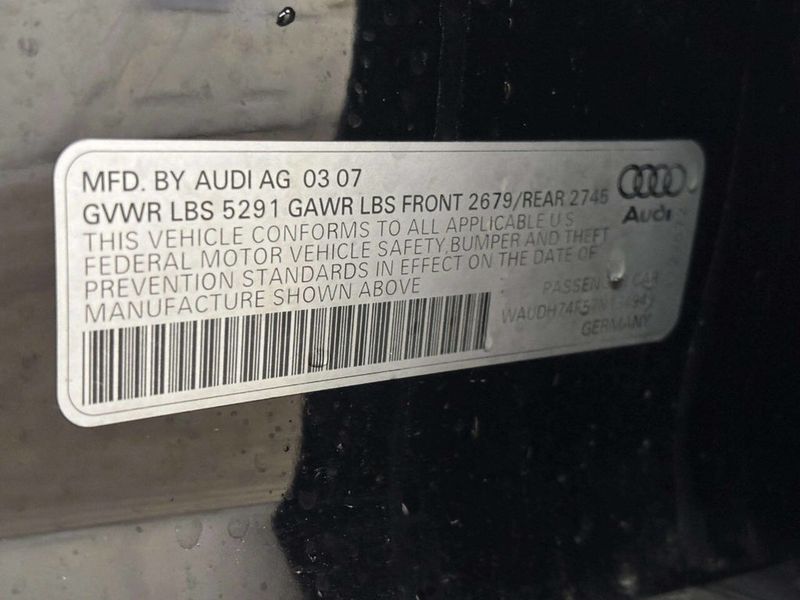 MFD. BY AUDI AG 03 07
GVWR LBS 5291 GAWR LBS FRONT 2679/REAR 2745
THIS VEHICLE CONFORMS TO ALL APPLICABLE U S
FEDERAL MOTOR VEHICLE SAFETY, BUMPER AND THEFT
PREVENTION STANDARDS IN EFFECT ON THE DATE OF
MANUFACTURE SHOWN ABOVE
Audi
PASSENGER CAR
GERMANY